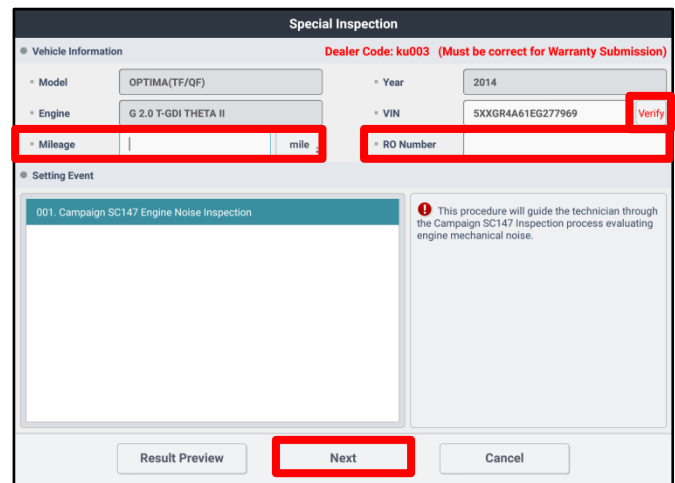 Special Inspection
Vehicle Information
Dealer Code: ku003 (Must be correct for Warranty Submission)
Model OPTIMA(TF/QF) Year 2014
Engine G 2.0 T-GDI THETA II VIN 5XXGR4A61EG277969 Verify
Mileage mile RO Number
Setting Event
001. Campaign SC147 Engine Noise Inspection
This procedure will guide the technician through
the Campaign SC147 Inspection process evaluating
engine mechanical noise.
Result Preview Next Cancel